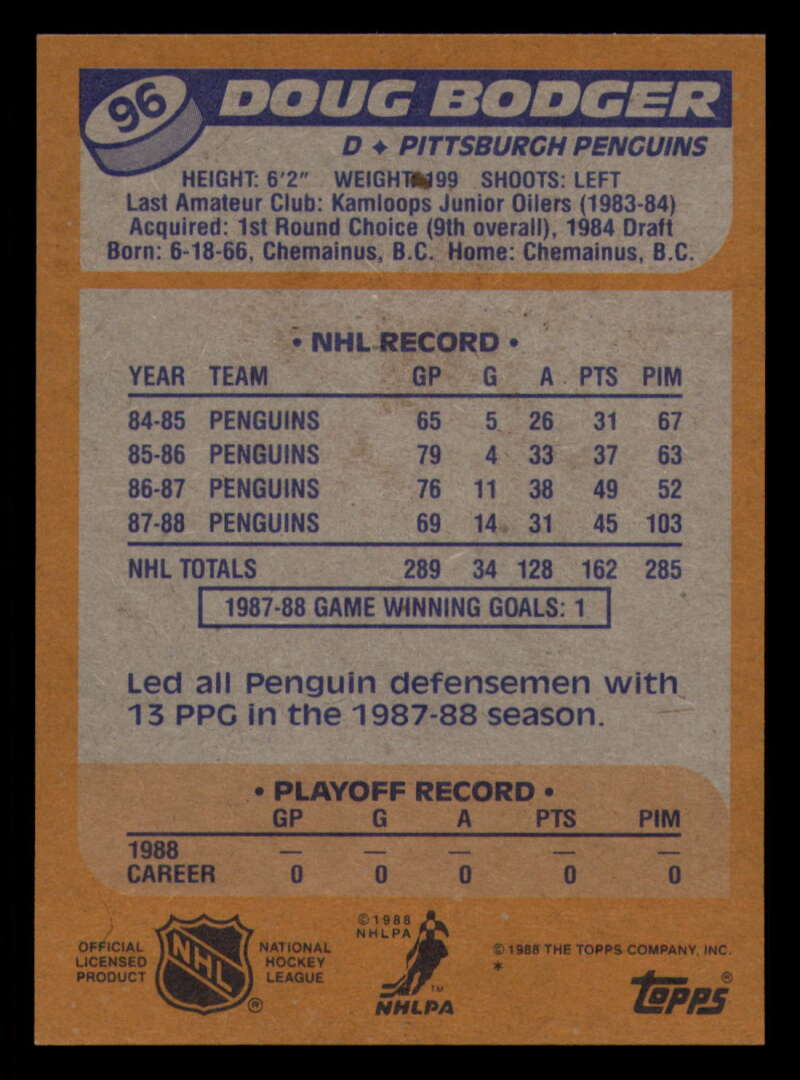 96 DOUG BODGER
D ✦ PITTSBURGH PENGUINS
HEIGHT: 6'2" WEIGHT: 199 SHOOTS: LEFT
Last Amateur Club: Kamloops Junior Oilers (1983-84)
Acquired: 1st Round Choice (9th overall), 1984 Draft
Born: 6-18-66, Chemainus, B.C. Home: Chemainus, B.C.
• NHL RECORD •
YEAR TEAM GP G A PTS PIM
84-85 PENGUINS 65 5 26 31 67
85-86 PENGUINS 79 4 33 37 63
86-87 PENGUINS 76 11 38 49 52
87-88 PENGUINS 69 14 31 45 103
NHL TOTALS 289 34 128 162 285
1987-88 GAME WINNING GOALS: 1
Led all Penguin defensemen with
13 PPG in the 1987-88 season.
• PLAYOFF RECORD •
GP G A PTS PIM
1988 — — — — —
CAREER 0 0 0 0 0
OFFICIAL
LICENSED
PRODUCT
NHL ®
NATIONAL
HOCKEY
LEAGUE
© 1988
NHLPA
TM
NHLPA
© 1988 THE TOPPS COMPANY, INC.
*
topps ®